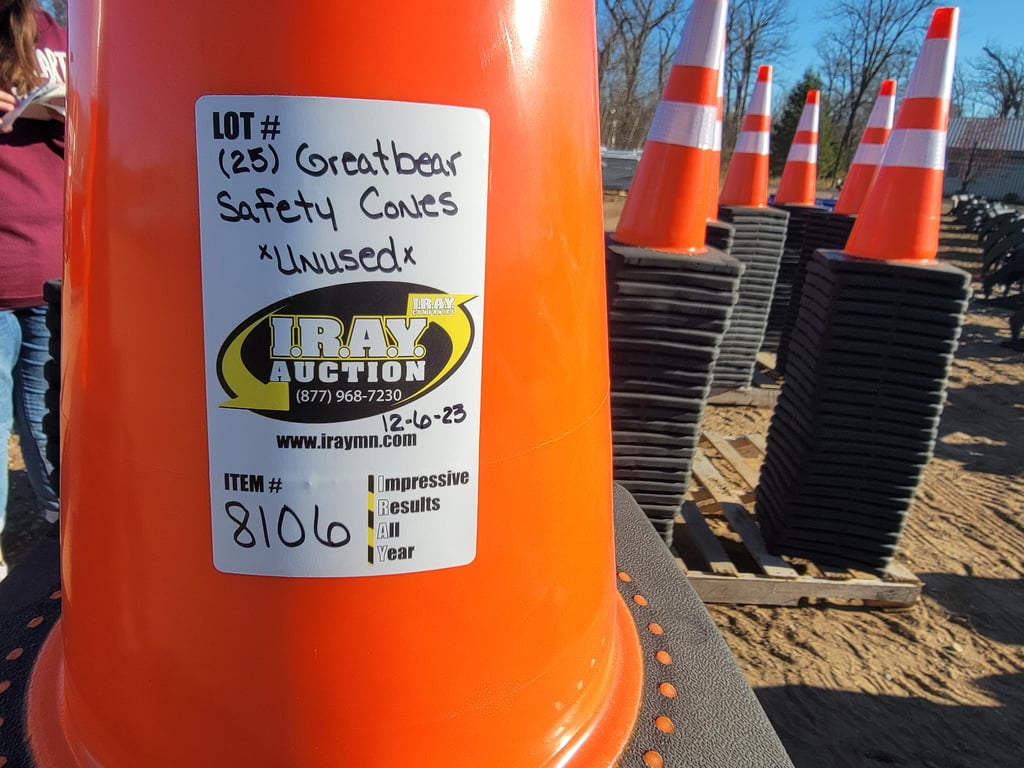 LOT #
(25) Greatbear
Safety Cones
*Unused*
I.R.A.Y.
COMPANIES
I.R.A.Y.
AUCTION
(877) 968-7230
12-6-23
www.iraymn.com
ITEM #
8106
Impressive
Results
All
Year